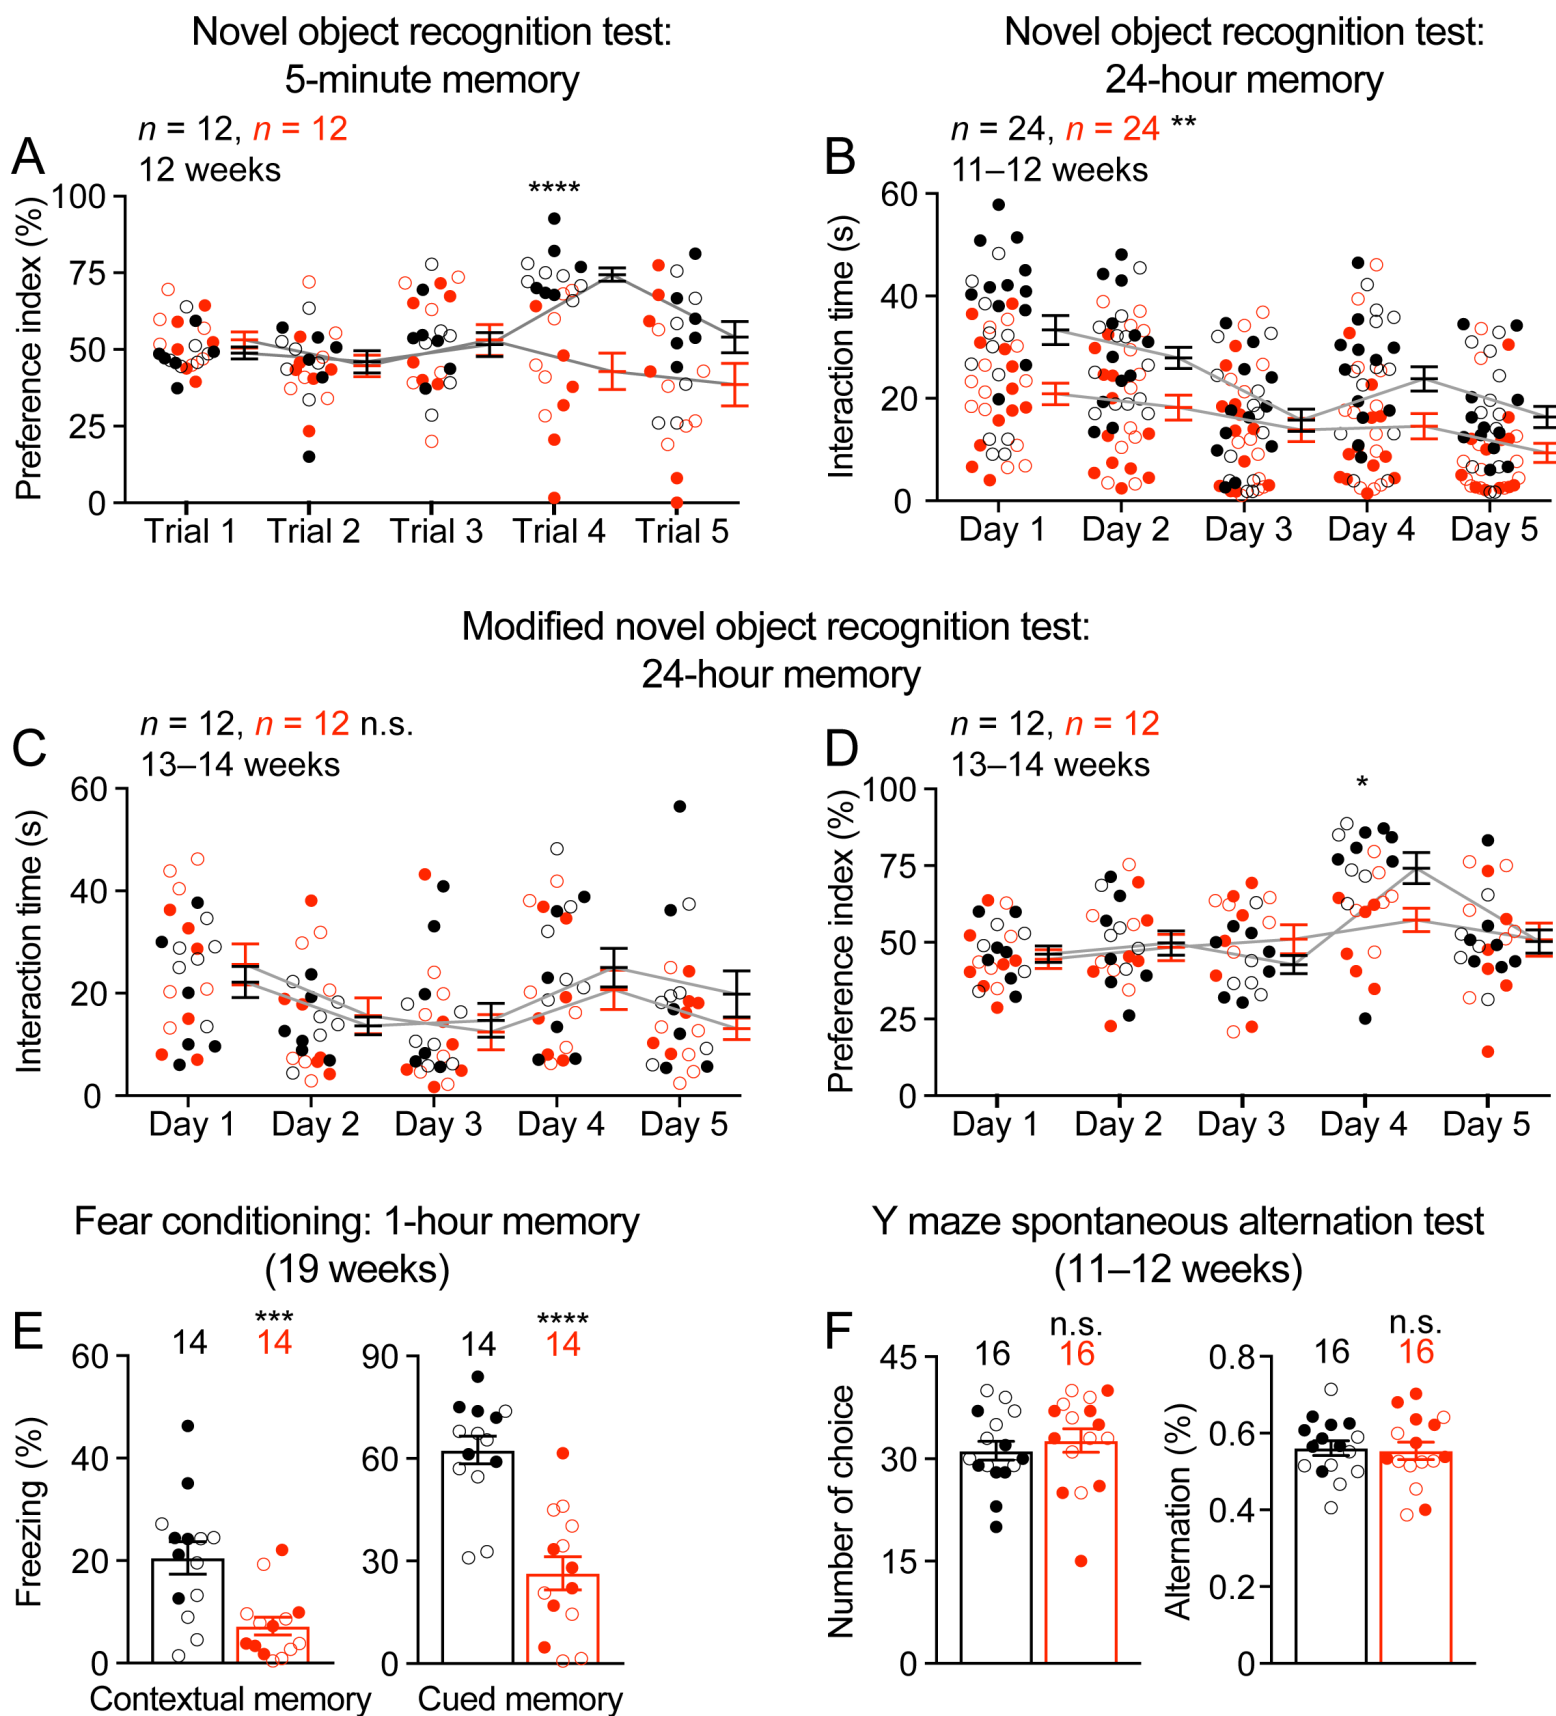 Novel object recognition test:
5-minute memory
Novel object recognition test:
24-hour memory
A
n = 12, n = 12
12 weeks
****
Preference index (%)
100
75
50
25
0
Trial 1 Trial 2 Trial 3 Trial 4 Trial 5
B
n = 24, n = 24 **
11–12 weeks
Interaction time (s)
60
40
20
0
Day 1 Day 2 Day 3 Day 4 Day 5
Modified novel object recognition test:
24-hour memory
C
n = 12, n = 12 n.s.
13–14 weeks
Interaction time (s)
60
40
20
0
Day 1 Day 2 Day 3 Day 4 Day 5
D
n = 12, n = 12
13–14 weeks
*
Preference index (%)
100
75
50
25
0
Day 1 Day 2 Day 3 Day 4 Day 5
Fear conditioning: 1-hour memory
(19 weeks)
Y maze spontaneous alternation test
(11–12 weeks)
E
***
14 14
Freezing (%)
60
40
20
0
Contextual memory
****
14 14
90
60
30
0
Cued memory
F
n.s.
16 16
Number of choice
45
30
15
0
n.s.
16 16
Alternation (%)
0.8
0.6
0.4
0.2
0